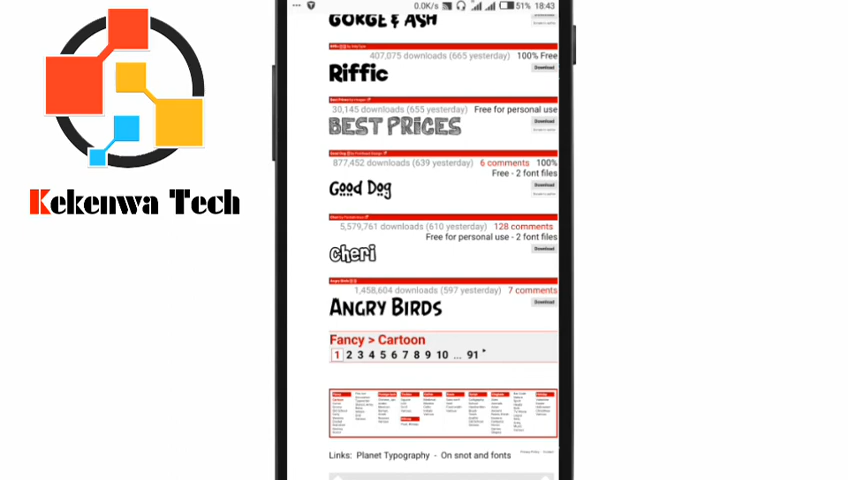 0.0K/s 51% 18:43
GORGE & ASH
407,075 downloads (665 yesterday) 100% Free
Download
Riffic
30,145 downloads (655 yesterday) Free for personal use
Download
BEST PRICES
877,452 downloads (639 yesterday) 6 comments 100%
Free - 2 font files
Download
Good Dog
5,579,761 downloads (610 yesterday) 128 comments
Free for personal use - 2 font files
Download
cheri
1,458,604 downloads (597 yesterday) 7 comments
Download
Angry Birds
Fancy > Cartoon
1 2 3 4 5 6 7 8 9 10 ... 91
Links: Planet Typography - On snot and fonts
Kekenwa Tech